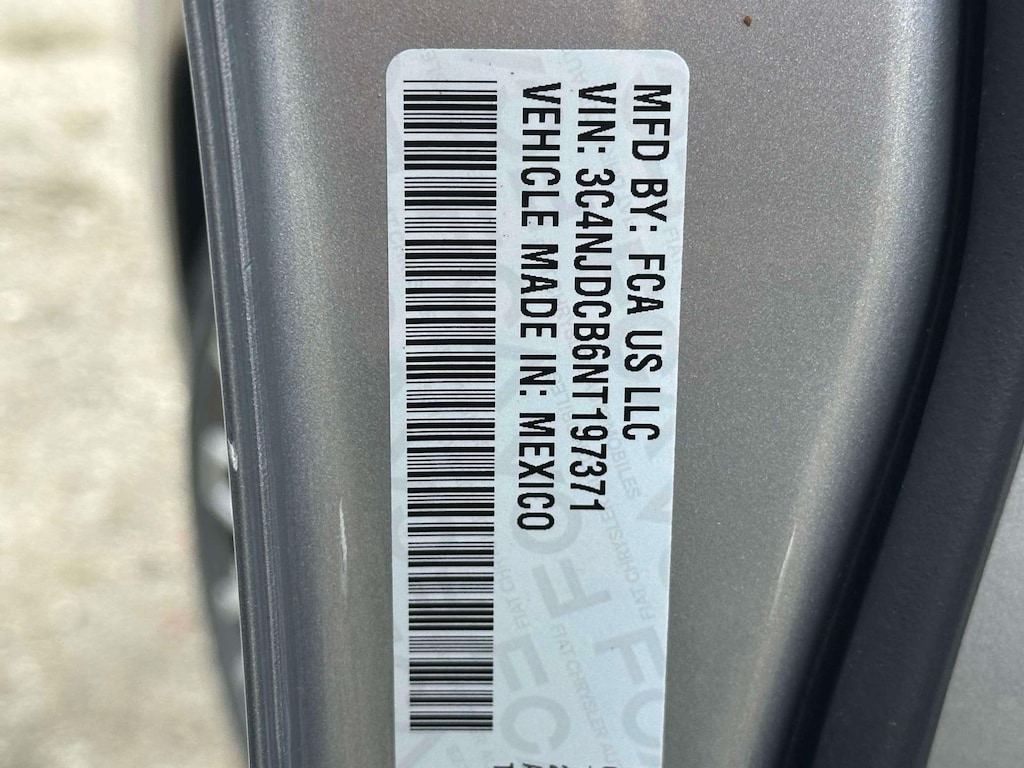 MFD BY: FCA US LLC
VIN: 3C4NJDCB6NT197371
VEHICLE MADE IN: MEXICO